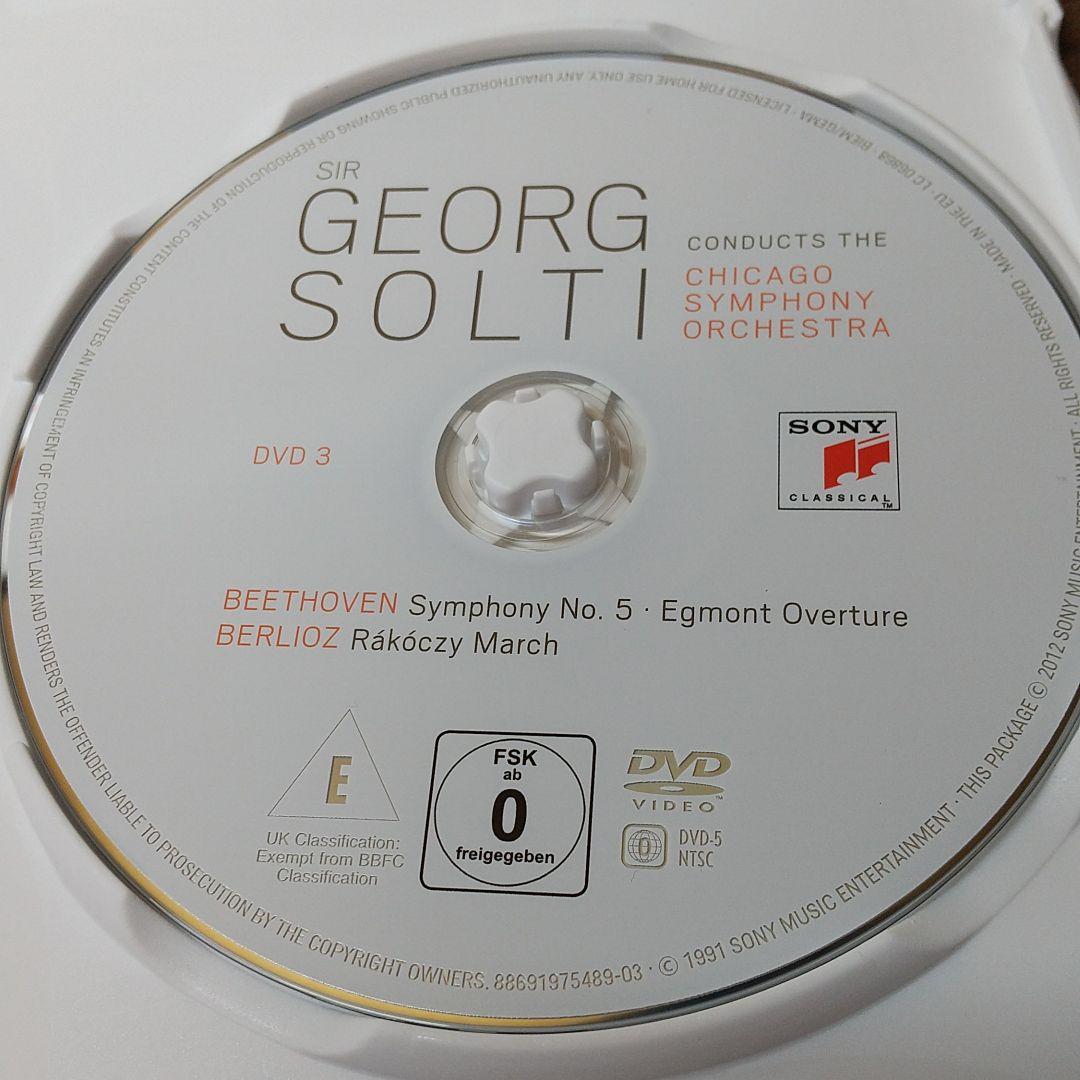 SIR
GEORG
SOLTI
CONDUCTS THE
CHICAGO
SYMPHONY
ORCHESTRA
DVD 3
SONY
CLASSICAL™
BEETHOVEN Symphony No. 5 · Egmont Overture
BERLIOZ Rákóczy March
E
UK Classification:
Exempt from BBFC
Classification
FSK
ab
0
freigegeben
DVD™
VIDEO
0
DVD-5
NTSC
88691975489-03 · © 1991 SONY MUSIC ENTERTAINMENT · THIS PACKAGE © 2012 SONY MUSIC ENTERTAINMENT · ALL RIGHTS RESERVED · MADE IN THE EU · LC 06868 · BIEM/GEMA · LICENSED FOR HOME USE ONLY. ANY UNAUTHORIZED PUBLIC SHOWING OR REPRODUCTION OF THE CONTENT CONSTITUTES AN INFRINGEMENT OF COPYRIGHT LAW AND RENDERS THE OFFENDER LIABLE TO PROSECUTION BY THE COPYRIGHT OWNERS.